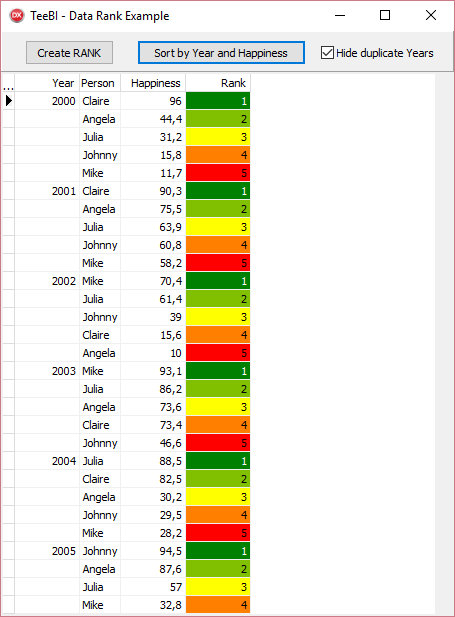 TeeBI - Data Rank Example
Create RANK Sort by Year and Happiness Hide duplicate Years
... Year Person Happiness Rank
2000 Claire 96 1
Angela 44,4 2
Julia 31,2 3
Johnny 15,8 4
Mike 11,7 5
2001 Claire 90,3 1
Angela 75,5 2
Julia 63,9 3
Johnny 60,8 4
Mike 58,2 5
2002 Mike 70,4 1
Julia 61,4 2
Johnny 39 3
Claire 15,6 4
Angela 10 5
2003 Mike 93,1 1
Julia 86,2 2
Angela 73,6 3
Claire 73,4 4
Johnny 46,6 5
2004 Julia 88,5 1
Claire 82,5 2
Angela 30,2 3
Johnny 29,5 4
Mike 28,2 5
2005 Johnny 94,5 1
Angela 87,6 2
Julia 57 3
Mike 32,8 4